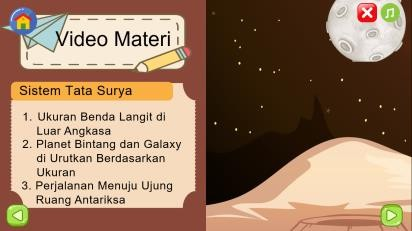 Video Materi
Sistem Tata Surya
1. Ukuran Benda Langit di
Luar Angkasa
2. Planet Bintang dan Galaxy
di Urutkan Berdasarkan
Ukuran
3. Perjalanan Menuju Ujung
Ruang Antariksa